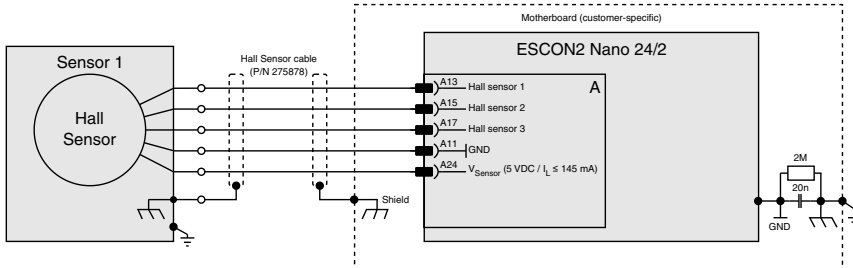 Motherboard (customer-specific)
ESCON2 Nano 24/2
Sensor 1
Hall Sensor cable
(P/N 275878)
Hall
Sensor
A
A13
Hall sensor 1
A15
Hall sensor 2
A17
Hall sensor 3
A11
GND
A24
VSensor (5 VDC / IL ≤ 145 mA)
Shield
2M
20n
GND